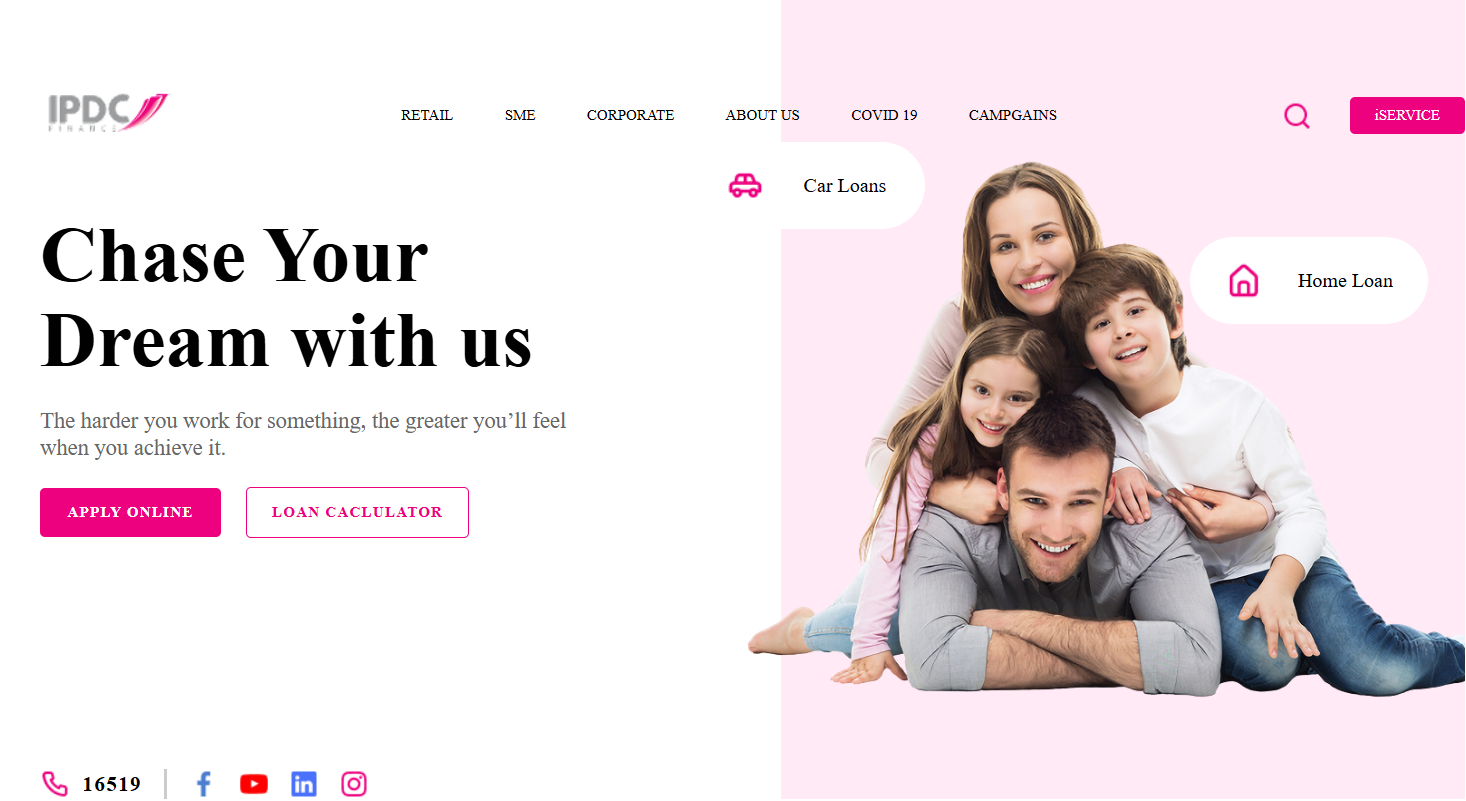 IPDC
FINANCE
RETAIL SME CORPORATE ABOUT US COVID 19 CAMPGAINS
iSERVICE
Car Loans
Home Loan
Chase Your
Dream with us
The harder you work for something, the greater you’ll feel
when you achieve it.
APPLY ONLINE LOAN CACLULATOR
16519